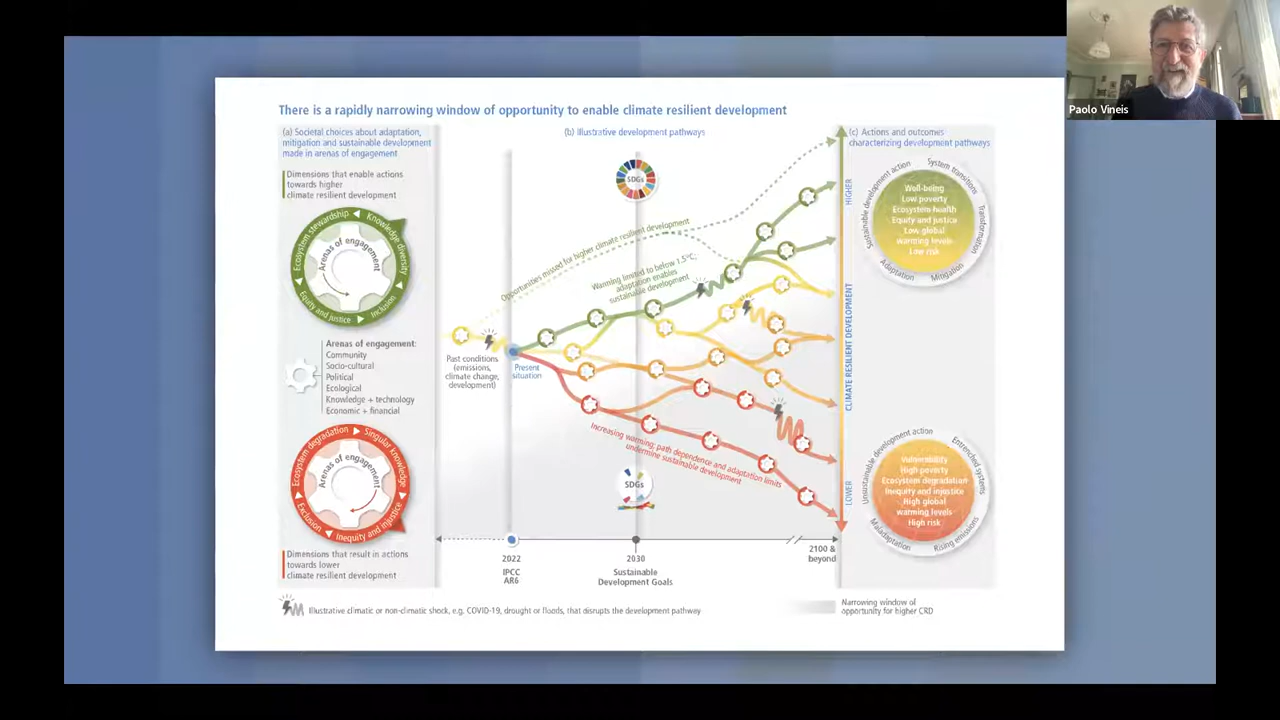 Paolo Vineis
There is a rapidly narrowing window of opportunity to enable climate resilient development
(a) Societal choices about adaptation,
mitigation and sustainable development
made in arenas of engagement
Dimensions that enable actions
towards higher
climate resilient development
Ecosystem stewardship
Knowledge diversity
Equity and justice
Inclusion
Arenas of engagement
Arenas of engagement:
Community
Socio-cultural
Political
Ecological
Knowledge + technology
Economic + financial
Ecosystem degradation
Singular knowledge
Exclusion
Inequity and injustice
Arenas of engagement
Dimensions that result in actions
towards lower
climate resilient development
(b) Illustrative development pathways
SDGs
Opportunities missed for higher climate resilient development
Warming limited to below 1.5°C;
adaptation enables
sustainable development
Past conditions
(emissions,
climate change,
development)
Present
situation
Increasing warming; path dependence and adaptation limits
undermine sustainable development
SDGs
2022
IPCC
AR6
2030
Sustainable
Development Goals
2100 &
beyond
HIGHER
CLIMATE RESILIENT DEVELOPMENT
LOWER
(c) Actions and outcomes
characterizing development pathways
Sustainable development action
System transitions
Transformation
Mitigation
Adaptation
Well-being
Low poverty
Ecosystem health
Equity and justice
Low global
warming levels
Low risk
Unsustainable development action
Entrenched systems
Rising emissions
Maladaptation
Vulnerability
High poverty
Ecosystem degradation
Inequity and injustice
High global
warming levels
High risk
Illustrative climatic or non-climatic shock, e.g. COVID-19, drought or floods, that disrupts the development pathway
Narrowing window of
opportunity for higher CRD